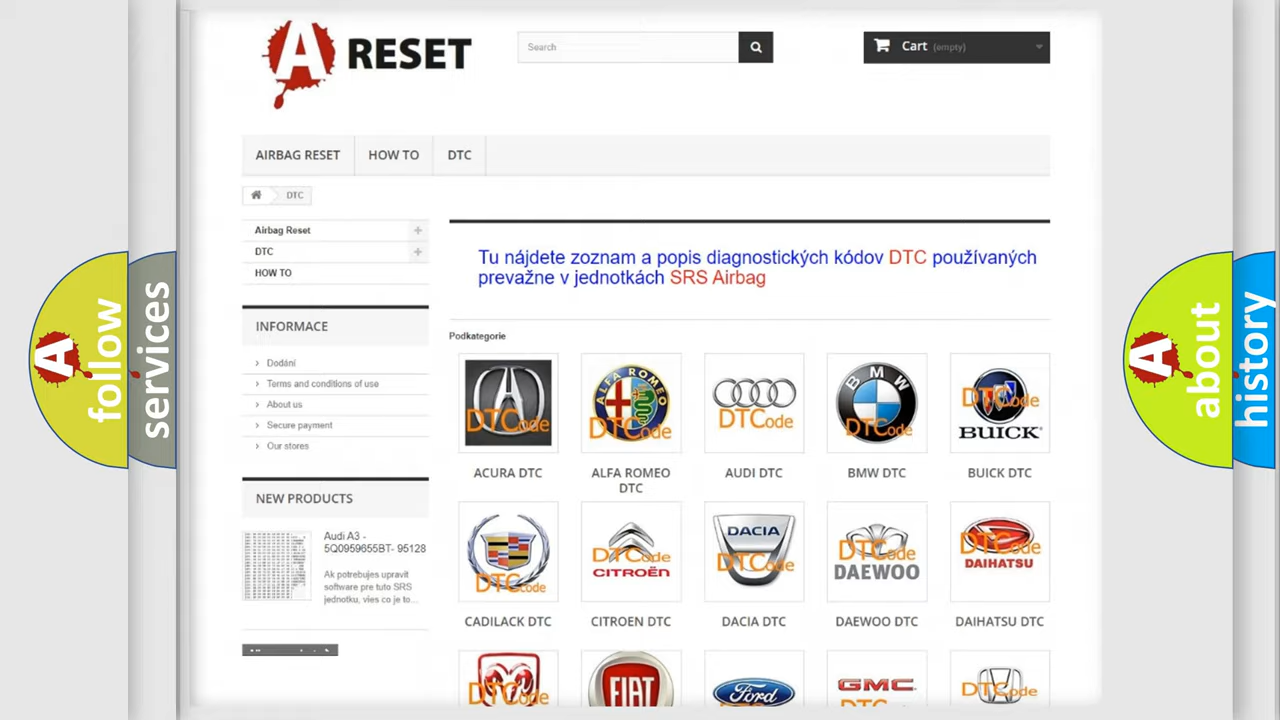 A RESET
Search
Cart (empty)
AIRBAG RESET
HOW TO
DTC
DTC
Airbag Reset
DTC
HOW TO
INFORMACE
Dodání
Terms and conditions of use
About us
Secure payment
Our stores
NEW PRODUCTS
Audi A3 -
5Q0959655BT- 95128
Ak potrebujes upravit
software pre tuto SRS
jednotku, vies co je to...
Tu nájdete zoznam a popis diagnostických kódov DTC používaných
prevažne v jednotkách SRS Airbag
Podkategorie
DTCode
ALFA ROMEO
DTCode
DTCode
BMW
DTCode
DTCode
BUICK
ACURA DTC
ALFA ROMEO
DTC
AUDI DTC
BMW DTC
BUICK DTC
DTCode
DTCode
CITROËN
DACIA
DTCode
DTCode
DAEWOO
DTCode
DAIHATSU
CADILACK DTC
CITROEN DTC
DACIA DTC
DAEWOO DTC
DAIHATSU DTC
DTCode
FIAT
Ford
GMC
DTCode
A follow
services
A about
history